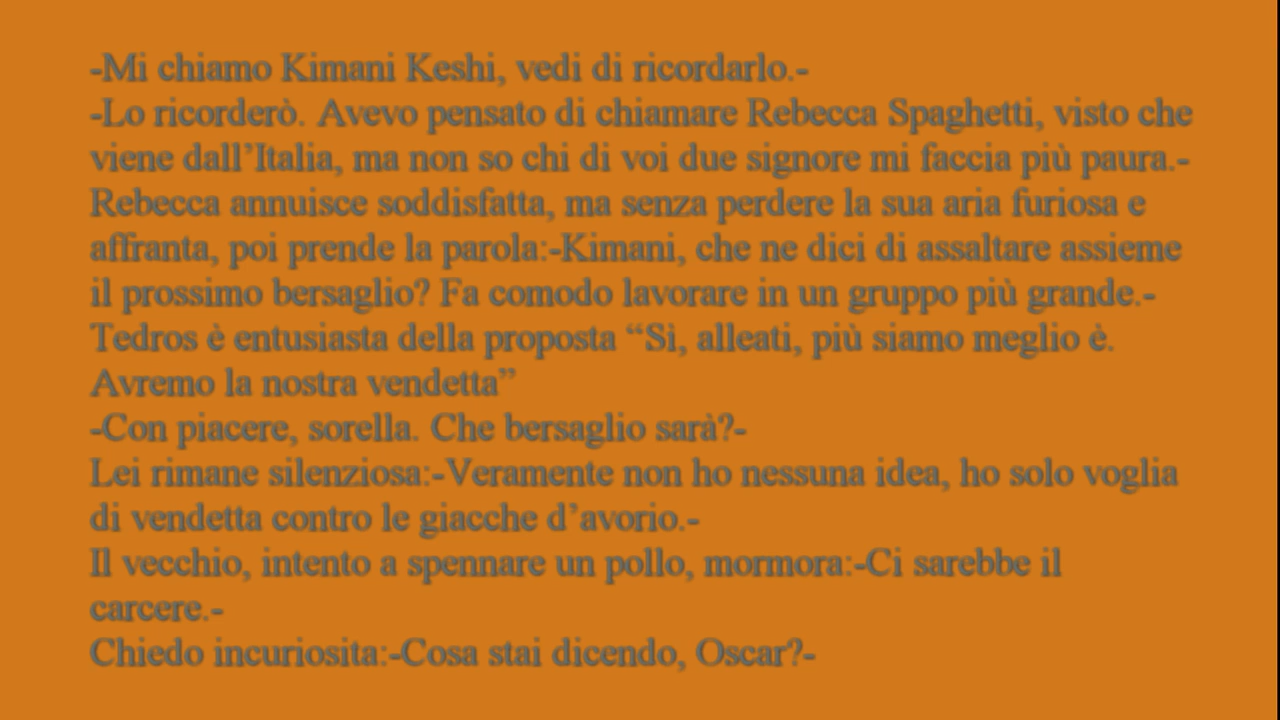 -Mi chiamo Kimani Keshi, vedi di ricordarlo.-
-Lo ricorderò. Avevo pensato di chiamare Rebecca Spaghetti, visto che
viene dall’Italia, ma non so chi di voi due signore mi faccia più paura.-
Rebecca annuisce soddisfatta, ma senza perdere la sua aria furiosa e
affranta, poi prende la parola:-Kimani, che ne dici di assaltare assieme
il prossimo bersaglio? Fa comodo lavorare in un gruppo più grande.-
Tedros è entusiasta della proposta “Sì, alleati, più siamo meglio è.
Avremo la nostra vendetta”
-Con piacere, sorella. Che bersaglio sarà?-
Lei rimane silenziosa:-Veramente non ho nessuna idea, ho solo voglia
di vendetta contro le giacche d’avorio.-
Il vecchio, intento a spennare un pollo, mormora:-Ci sarebbe il
carcere.-
Chiedo incuriosita:-Cosa stai dicendo, Oscar?-